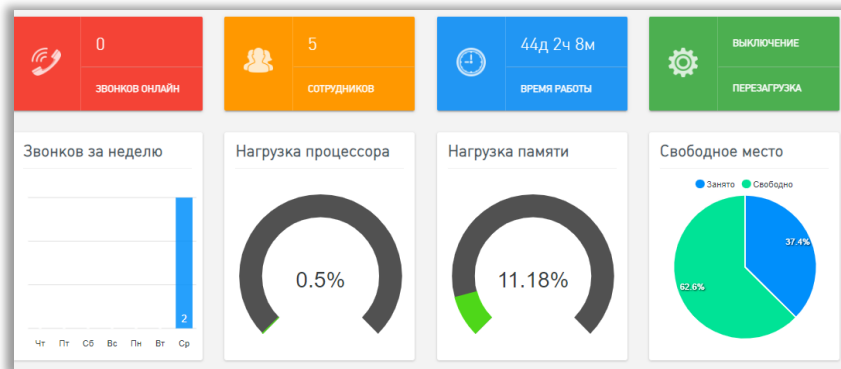 0
ЗВОНКОВ ОНЛАЙН
5
СОТРУДНИКОВ
44д 2ч 8м
ВРЕМЯ РАБОТЫ
ВЫКЛЮЧЕНИЕ
ПЕРЕЗАГРУЗКА
Звонков за неделю
2
Чт Пт Сб Вс Пн Вт Ср
Нагрузка процессора
0.5%
Нагрузка памяти
11.18%
Свободное место
Занято Свободно
37.4%
62.6%